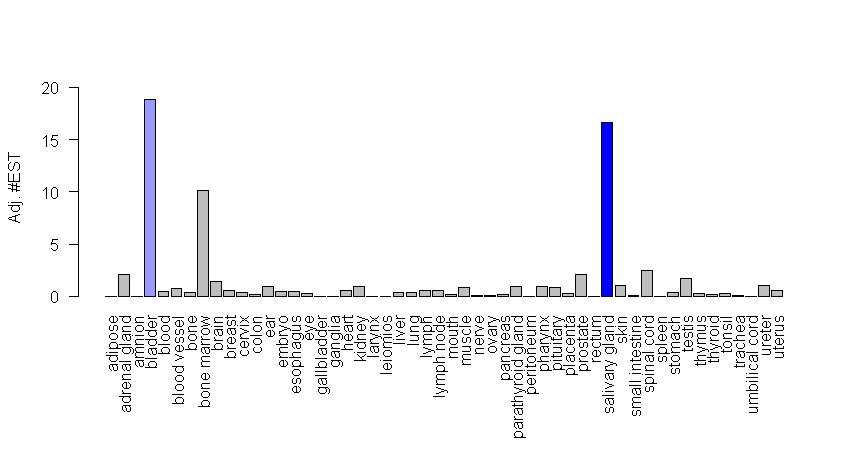 20
15
10
5
0
Adj. #EST
adipose
adrenal gland
amnion
bladder
blood
blood vessel
bone
bone marrow
brain
breast
cervix
colon
ear
embryo
esophagus
eye
gallbladder
ganglia
heart
kidney
larynx
leiomios
liver
lung
lymph
lymph node
mouth
muscle
nerve
ovary
pancreas
parathyroid gland
peritoneum
pharynx
pituitary
placenta
prostate
rectum
salivary gland
skin
small intestine
spinal cord
spleen
stomach
testis
thymus
thyroid
tonsil
trachea
umbilical cord
ureter
uterus